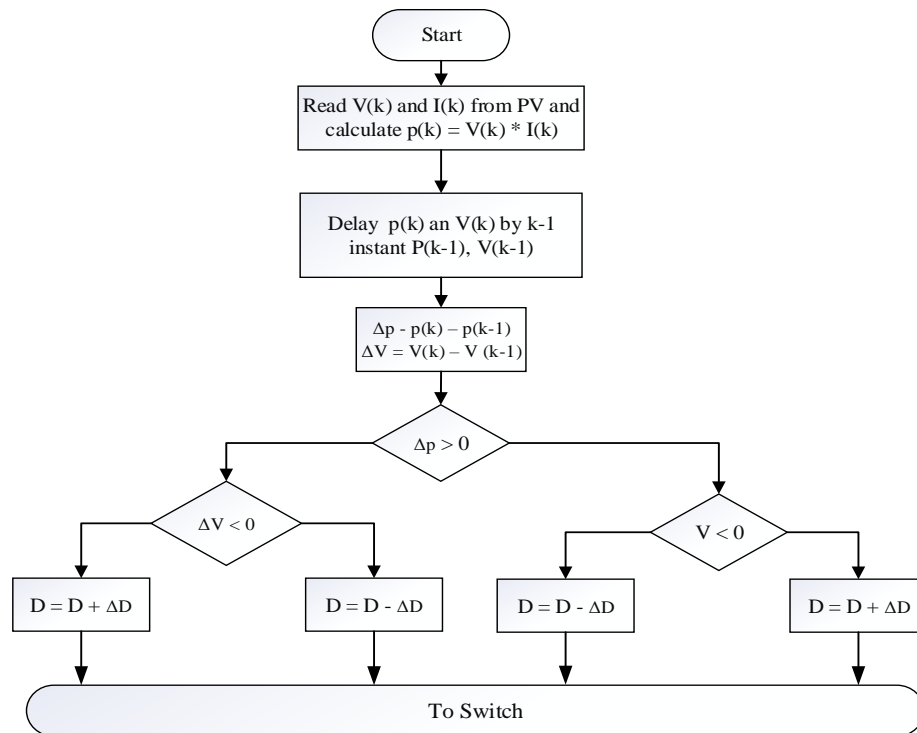 Start
Read V(k) and I(k) from PV and
calculate p(k) = V(k) * I(k)
Delay p(k) an V(k) by k-1
instant P(k-1), V(k-1)
Δp - p(k) – p(k-1)
ΔV = V(k) – V (k-1)
Δp > 0
ΔV < 0
V < 0
D = D + ΔD
D = D - ΔD
D = D - ΔD
D = D + ΔD
To Switch